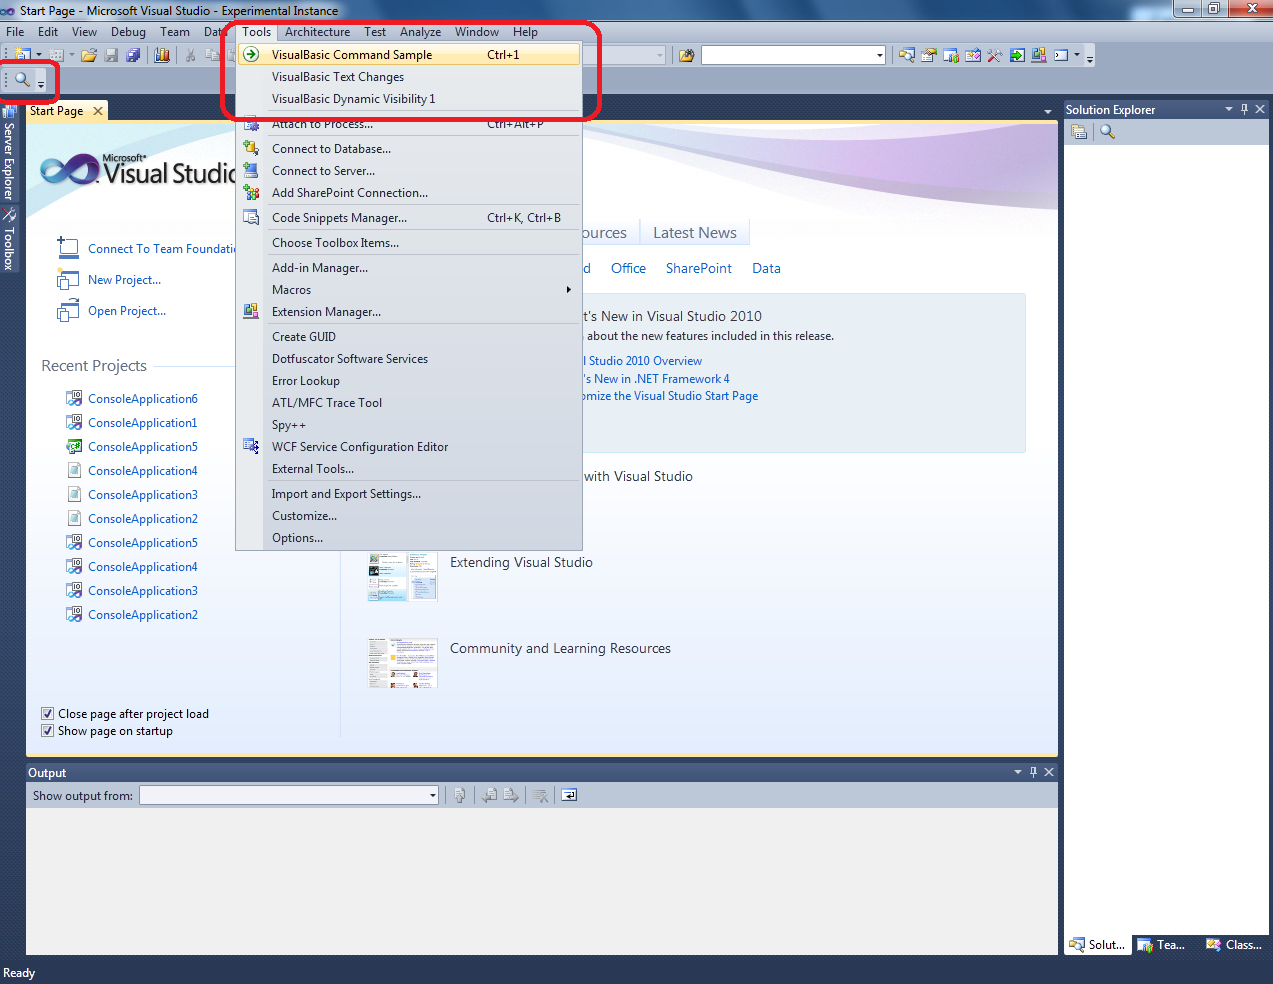 Start Page - Microsoft Visual Studio - Experimental Instance
File Edit View Debug Team Tools Architecture Test Analyze Window Help
VisualBasic Command Sample Ctrl+1
VisualBasic Text Changes
VisualBasic Dynamic Visibility 1
Attach to Process... Ctrl+Alt+P
Connect to Database...
Connect to Server...
Add SharePoint Connection...
Code Snippets Manager... Ctrl+K, Ctrl+B
Choose Toolbox Items...
Add-in Manager...
Macros
Extension Manager...
Create GUID
Dotfuscator Software Services
Error Lookup
ATL/MFC Trace Tool
Spy++
WCF Service Configuration Editor
External Tools...
Import and Export Settings...
Customize...
Options...
Server Explorer
Toolbox
Start Page
Microsoft®
Visual Studio
Connect To Team Foundati
New Project...
Open Project...
Recent Projects
ConsoleApplication6
ConsoleApplication1
ConsoleApplication5
ConsoleApplication4
ConsoleApplication3
ConsoleApplication2
ConsoleApplication5
ConsoleApplication4
ConsoleApplication3
ConsoleApplication2
Close page after project load
Show page on startup
ources Latest News
d Office SharePoint Data
t's New in Visual Studio 2010
about the new features included in this release.
l Studio 2010 Overview
's New in .NET Framework 4
omize the Visual Studio Start Page
with Visual Studio
Extending Visual Studio
Community and Learning Resources
Solution Explorer
Solut... Tea... Class...
Output
Show output from:
Ready